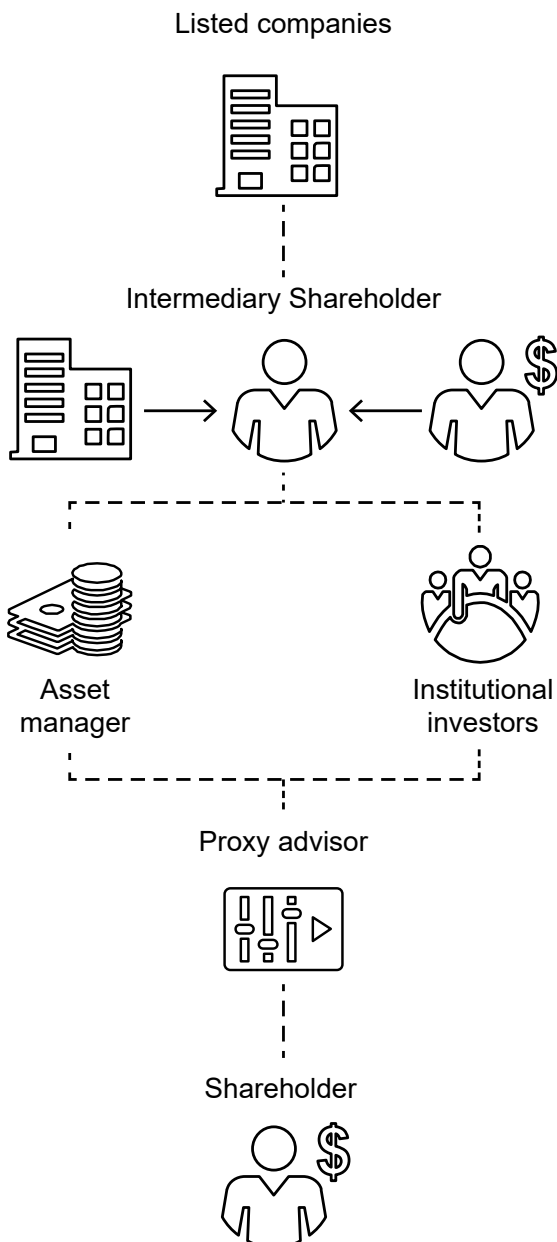 Listed companies
Intermediary Shareholder
$
Asset
manager
Institutional
investors
Proxy advisor
Shareholder
$